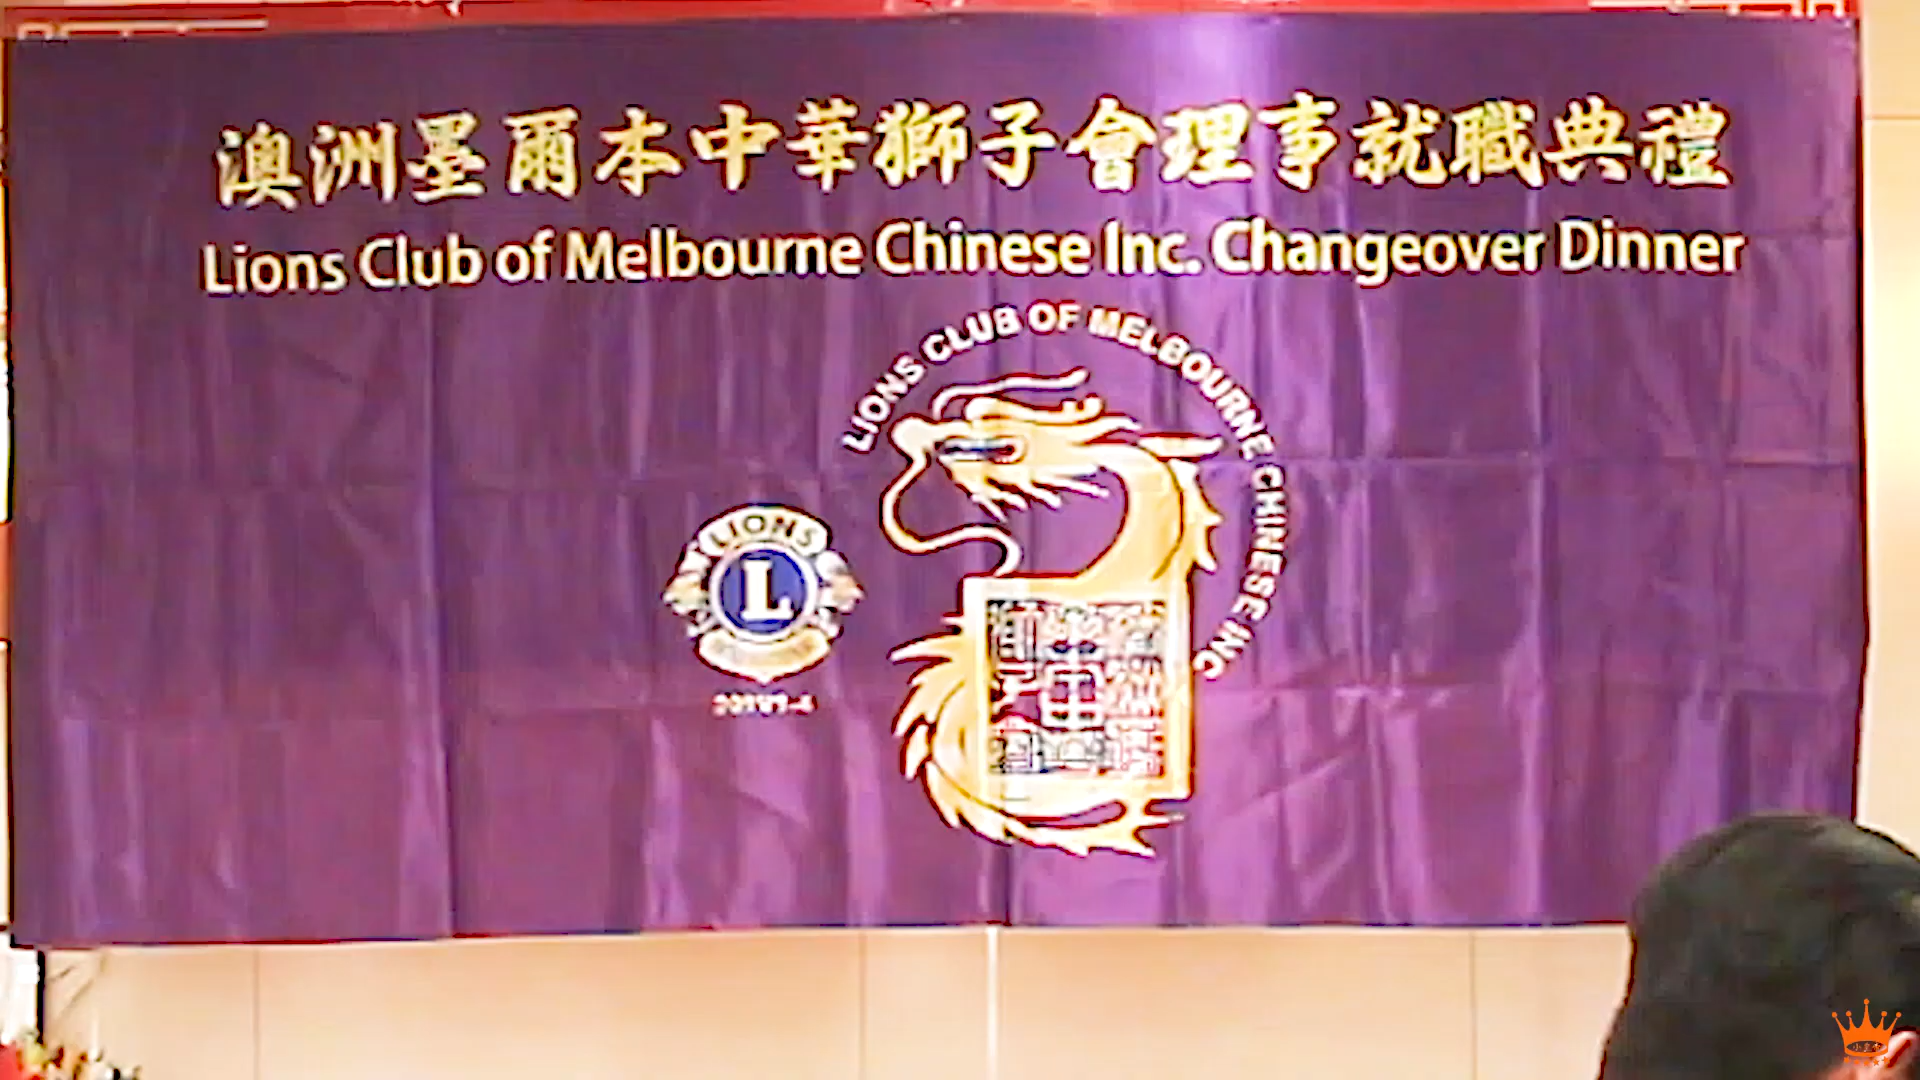 澳洲墨爾本中華獅子會理事就職典禮
Lions Club of Melbourne Chinese Inc. Changeover Dinner
LIONS CLUB OF MELBOURNE CHINESE INC
LIONS
L